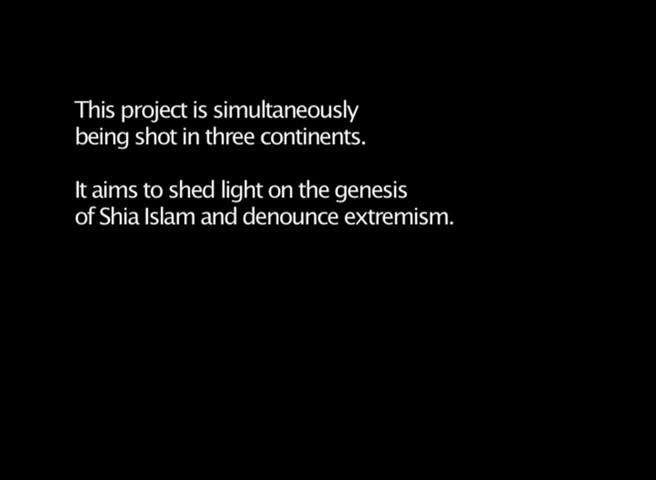 This project is simultaneously
being shot in three continents.
It aims to shed light on the genesis
of Shia Islam and denounce extremism.